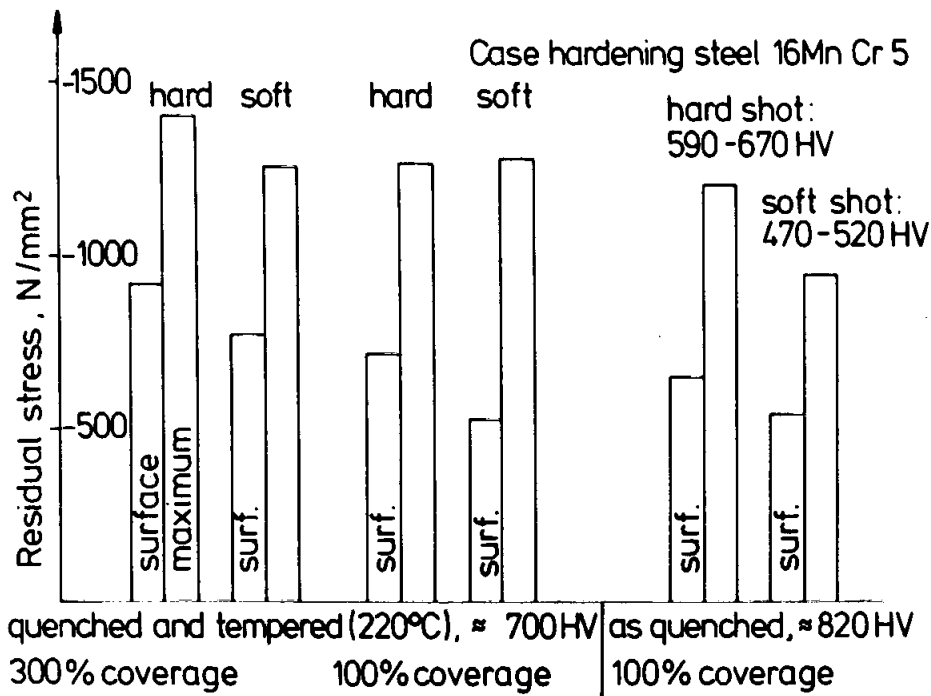 Case hardening steel 16Mn Cr 5
-1500
hard soft hard soft
hard shot:
590-670 HV
soft shot:
470-520 HV
-1000
-500
Residual stress, N/mm²
surface
maximum
surf.
surf.
surf.
surf.
surf.
quenched and tempered (220°C), ≈ 700 HV
as quenched, ≈820 HV
300% coverage
100% coverage
100% coverage